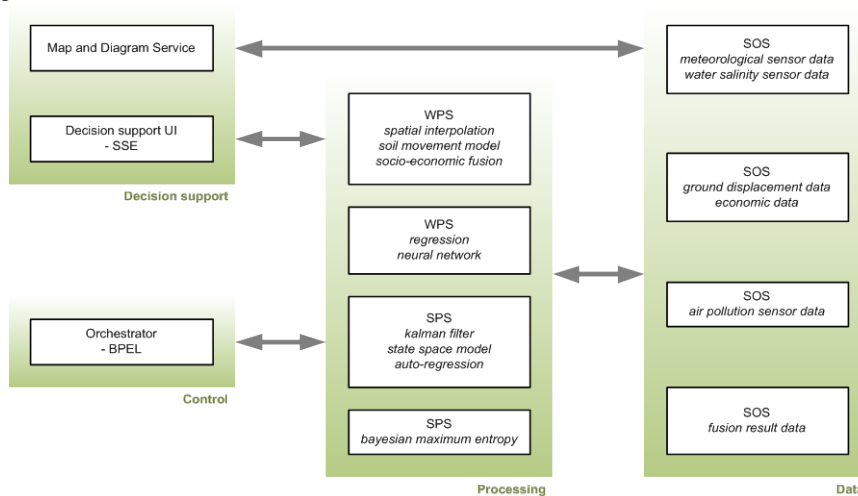 Map and Diagram Service
Decision support UI
- SSE
Decision support
Orchestrator
- BPEL
Control
WPS
spatial interpolation
soil movement model
socio-economic fusion
WPS
regression
neural network
SPS
kalman filter
state space model
auto-regression
SPS
bayesian maximum entropy
Processing
SOS
meteorological sensor data
water salinity sensor data
SOS
ground displacement data
economic data
SOS
air pollution sensor data
SOS
fusion result data
Data